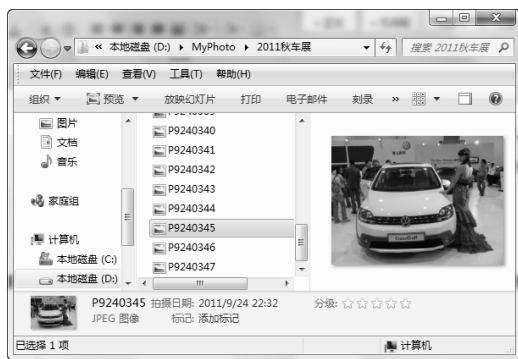 « 本地磁盘 (D:) ▸ MyPhoto ▸ 2011秋车展
搜索 2011秋车展
文件(F) 编辑(E) 查看(V) 工具(T) 帮助(H)
组织 预览 放映幻灯片 打印 电子邮件 刻录 »
图片
文档
音乐
家庭组
计算机
本地磁盘 (C:)
本地磁盘 (D:)
P9240340
P9240341
P9240342
P9240343
P9240344
P9240345
P9240346
P9240347
P9240345 拍摄日期: 2011/9/24 22:32 分级: ☆☆☆☆☆
JPEG 图像 标记: 添加标记
已选择 1 项 计算机